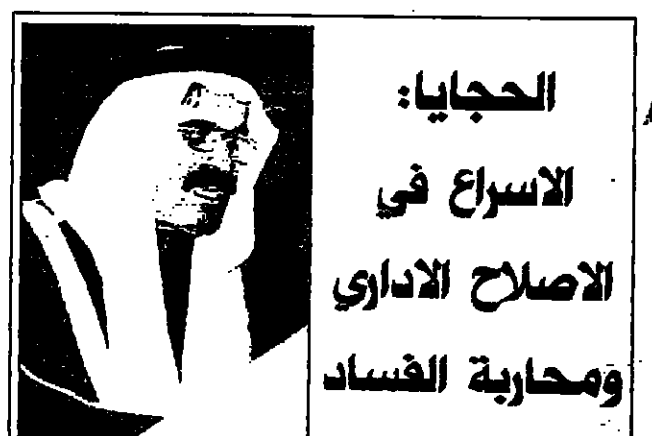 الحجايا:
الاسراع في
الاصلاح الاداري
ومحاربة الفساد